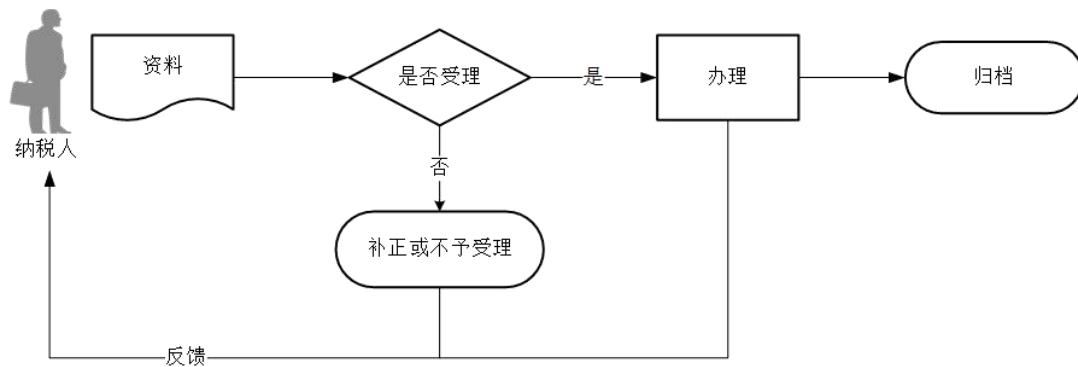 资料
是否受理
是
办理
归档
纳税人
否
补正或不予受理
反馈